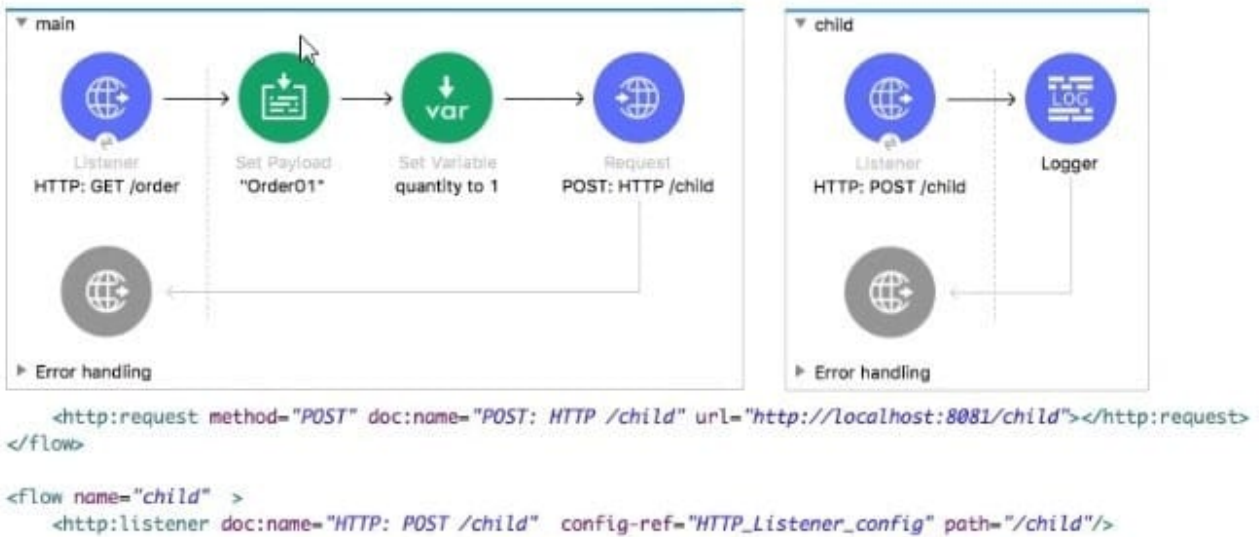 main
Listener
HTTP: GET /order
Set Payload
"Order01"
var
Set Variable
quantity to 1
Request
POST: HTTP /child
Error handling
child
Listener
HTTP: POST /child
LOG
Logger
Error handling
<http:request method="POST" doc:name="POST: HTTP /child" url="http://localhost:8081/child"></http:request>
</flow>
<flow name="child" >
<http:listener doc:name="HTTP: POST /child" config-ref="HTTP_Listener_config" path="/child"/>